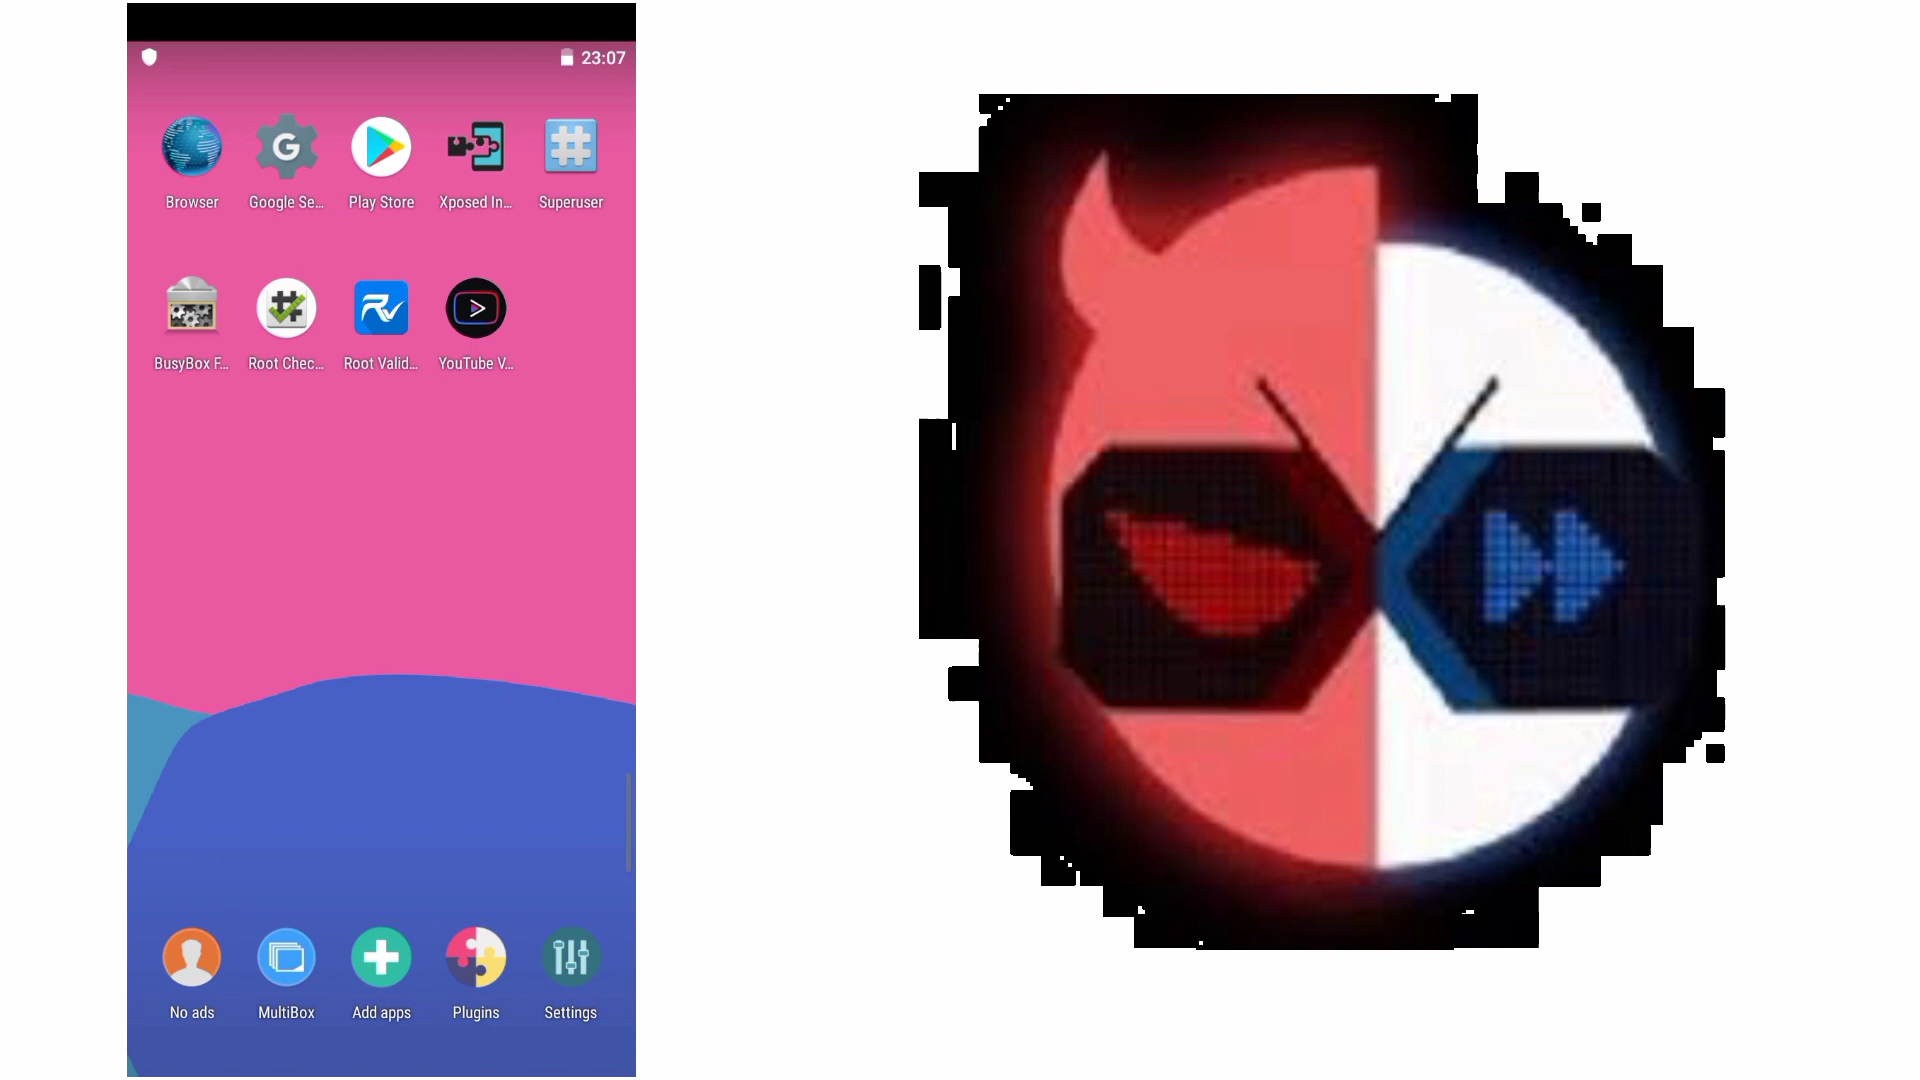 23:07
Browser Google Se... Play Store Xposed In... Superuser
BusyBox F... Root Chec... Root Valid... YouTube V...
No ads MultiBox Add apps Plugins Settings